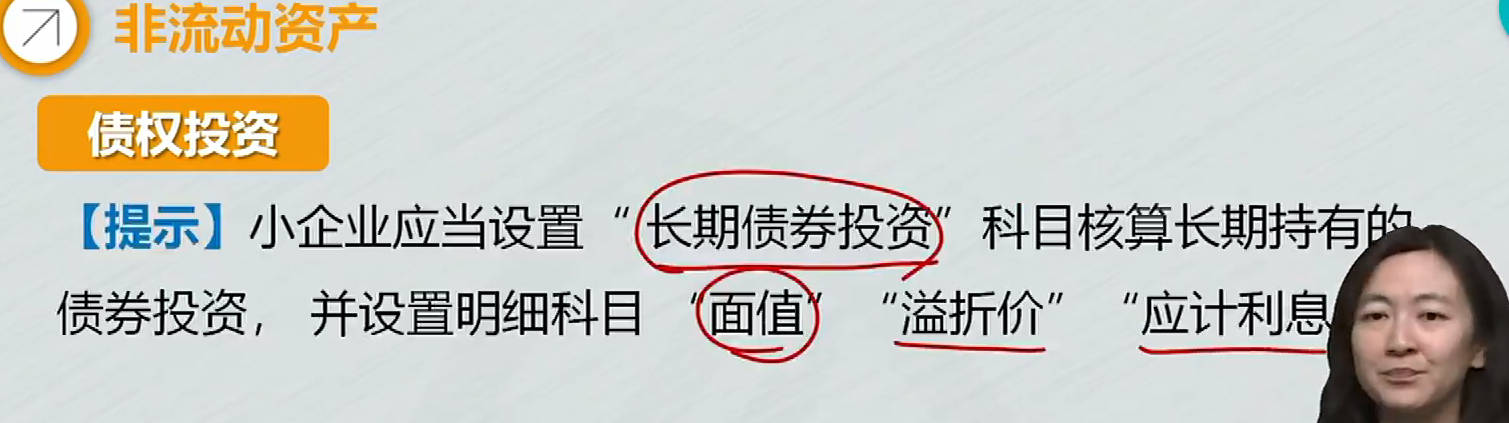 非流动资产
债权投资
【提示】小企业应当设置“长期债券投资”科目核算长期持有的
债券投资，并设置明细科目“面值”“溢折价”“应计利息